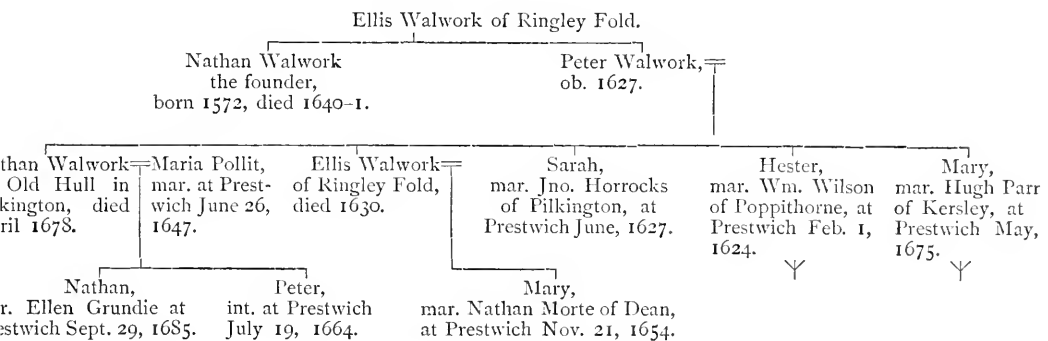 Ellis Walwork of Ringley Fold.
Nathan Walwork
the founder,
born 1572, died 1640-1.
Peter Walwork,
ob. 1627.
than Walwork
Old Hull in
kington, died
ril 1678.
Maria Pollit,
mar. at Prest-
wich June 26,
1647.
Ellis Walwork
of Ringley Fold,
died 1630.
Sarah,
mar. Jno. Horrocks
of Pilkington, at
Prestwich June, 1627.
Hester,
mar. Wm. Wilson
of Poppithorne, at
Prestwich Feb. 1,
1624.
Mary,
mar. Hugh Parr
of Kersley, at
Prestwich May,
1675.
Nathan,
r. Ellen Grundie at
estwich Sept. 29, 1685.
Peter,
int. at Prestwich
July 19, 1664.
Mary,
mar. Nathan Morte of Dean,
at Prestwich Nov. 21, 1654.